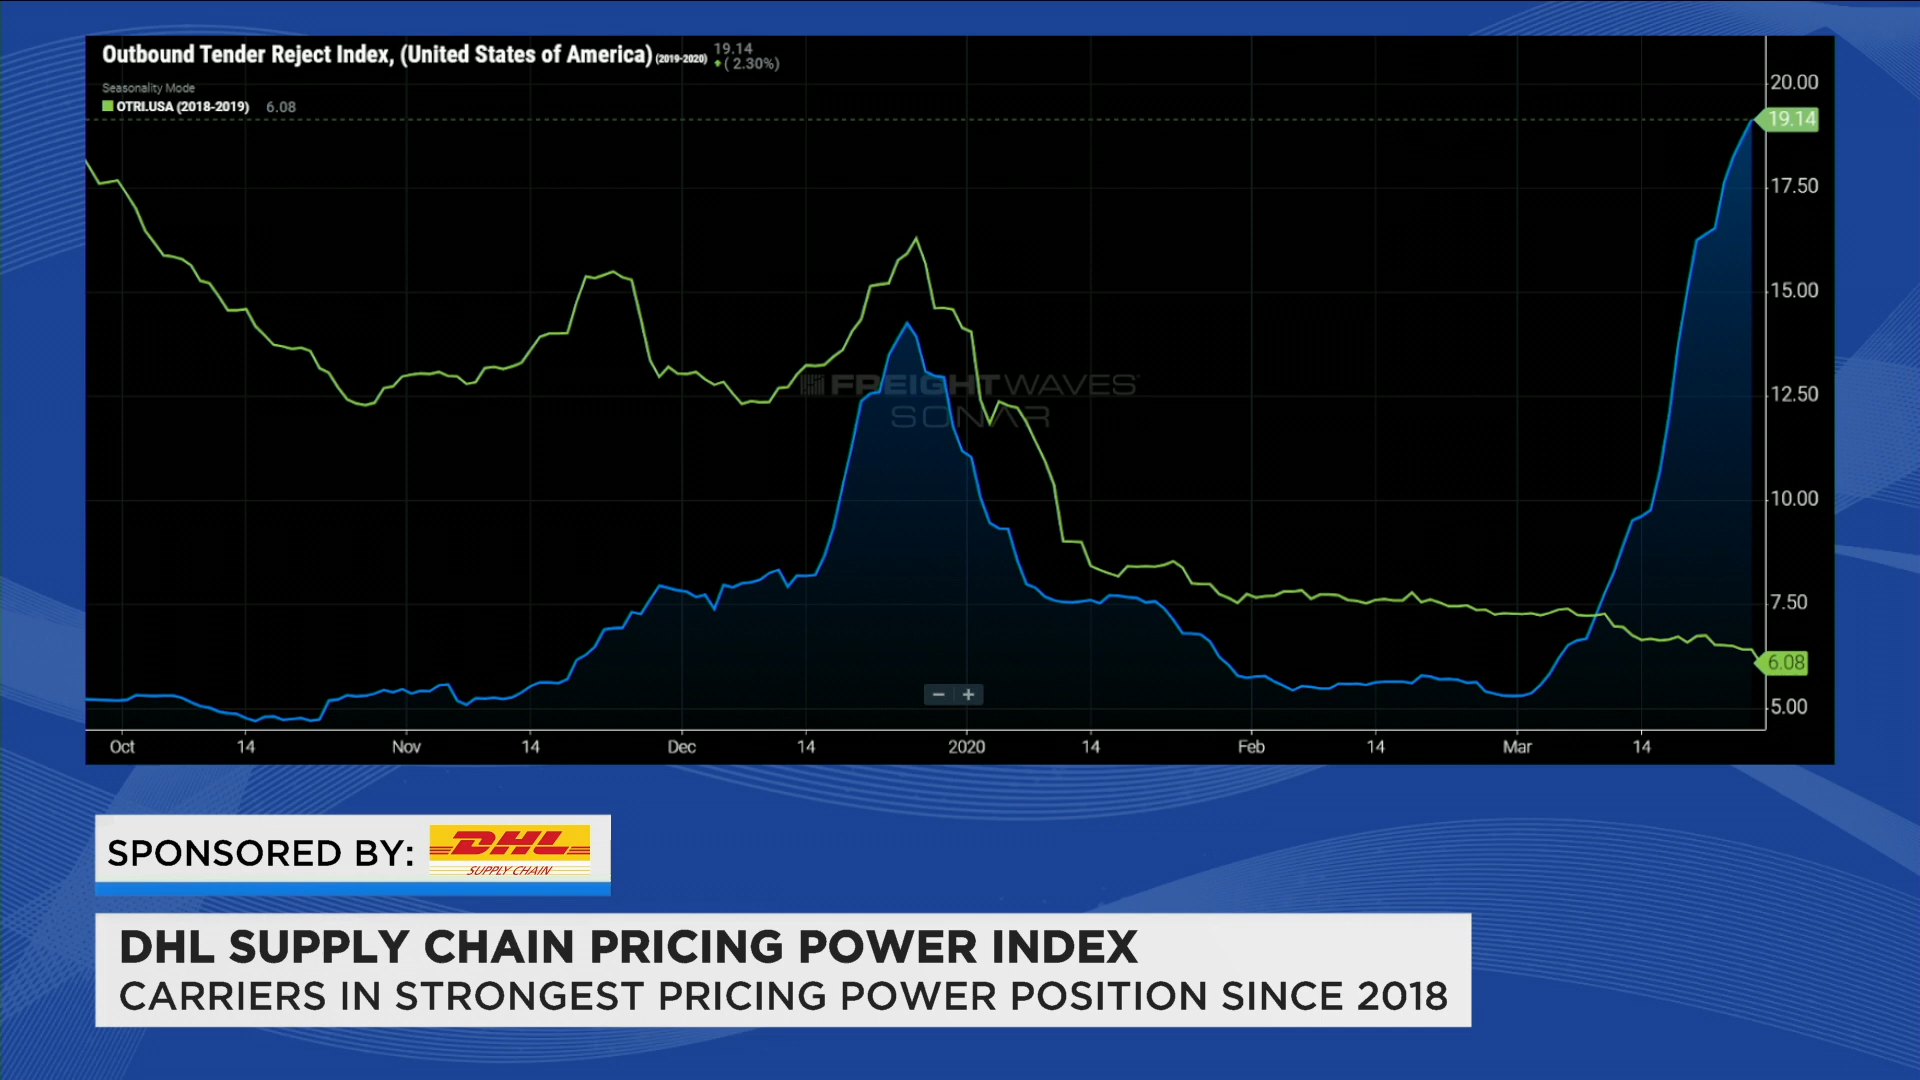 Outbound Tender Reject Index, (United States of America) (2019-2020) 19.14
(2.30%)
Seasonality Mode
OTRI.USA (2018-2019) 6.08
20.00
19.14
17.50
15.00
12.50
10.00
7.50
6.08
5.00
FREIGHTWAVES
SONAR
− +
Oct 14 Nov 14 Dec 14 2020 14 Feb 14 Mar 14
SPONSORED BY: DHL
SUPPLY CHAIN
DHL SUPPLY CHAIN PRICING POWER INDEX
CARRIERS IN STRONGEST PRICING POWER POSITION SINCE 2018